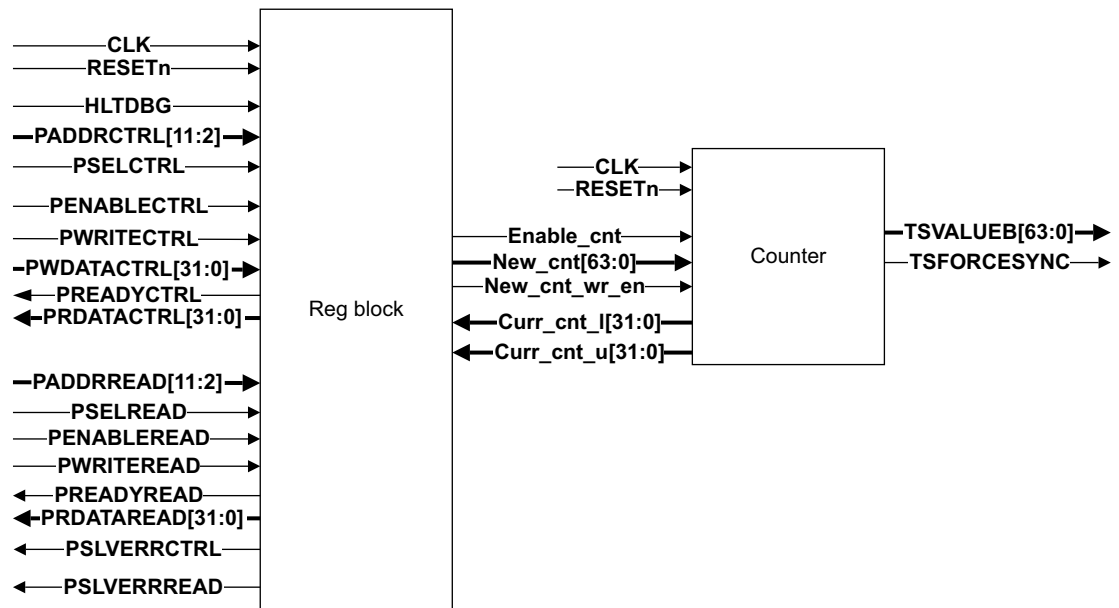 CLK
RESETn
HLTDBG
PADDRCTRL[11:2]
PSELCTRL
PENABLECTRL
PWRITECTRL
PWDATACTRL[31:0]
PREADYCTRL
PRDATACTRL[31:0]
PADDRREAD[11:2]
PSELREAD
PENABLEREAD
PWRITEREAD
PREADYREAD
PRDATAREAD[31:0]
PSLVERRCTRL
PSLVERRREAD
Reg block
CLK
RESETn
Enable_cnt
New_cnt[63:0]
New_cnt_wr_en
Curr_cnt_l[31:0]
Curr_cnt_u[31:0]
Counter
TSVALUEB[63:0]
TSFORCESYNC